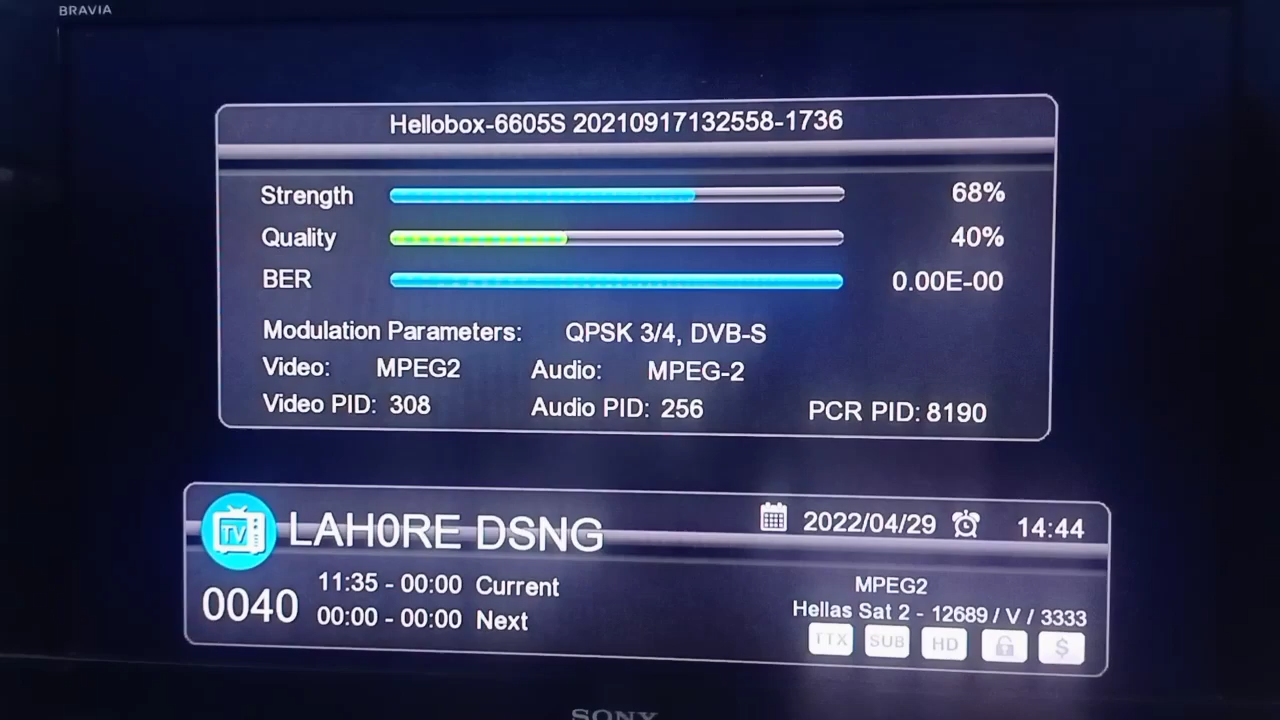 BRAVIA
Hellobox-6605S 20210917132558-1736
Strength 68%
Quality 40%
BER 0.00E-00
Modulation Parameters: QPSK 3/4, DVB-S
Video: MPEG2 Audio: MPEG-2
Video PID: 308 Audio PID: 256 PCR PID: 8190
TV LAH0RE DSNG 2022/04/29 14:44
11:35 - 00:00 Current MPEG2
0040 00:00 - 00:00 Next Hellas Sat 2 - 12689 / V / 3333
TTX SUB HD $
SONY